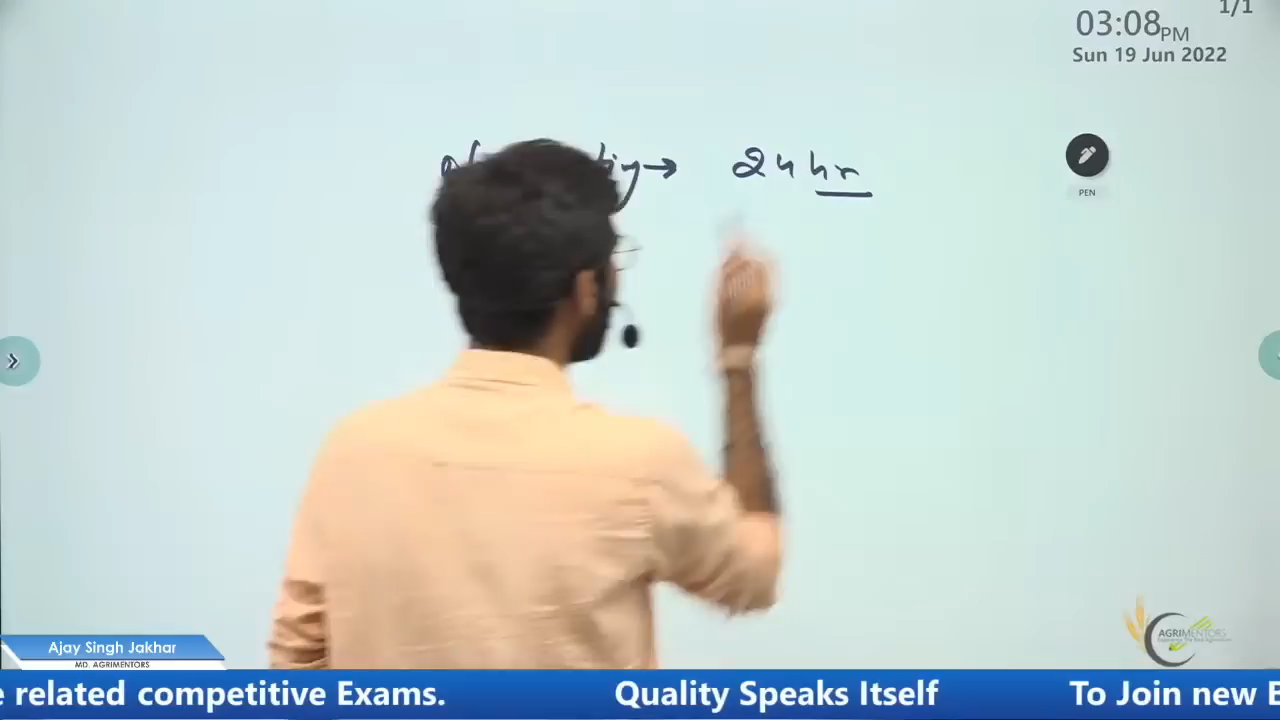 1/1
03:08PM
Sun 19 Jun 2022
→ 24 hr
PEN
»
AGRIMENTORS
Ajay Singh Jakhar
MD. AGRIMENTORS
related competitive Exams. Quality Speaks Itself To Join new